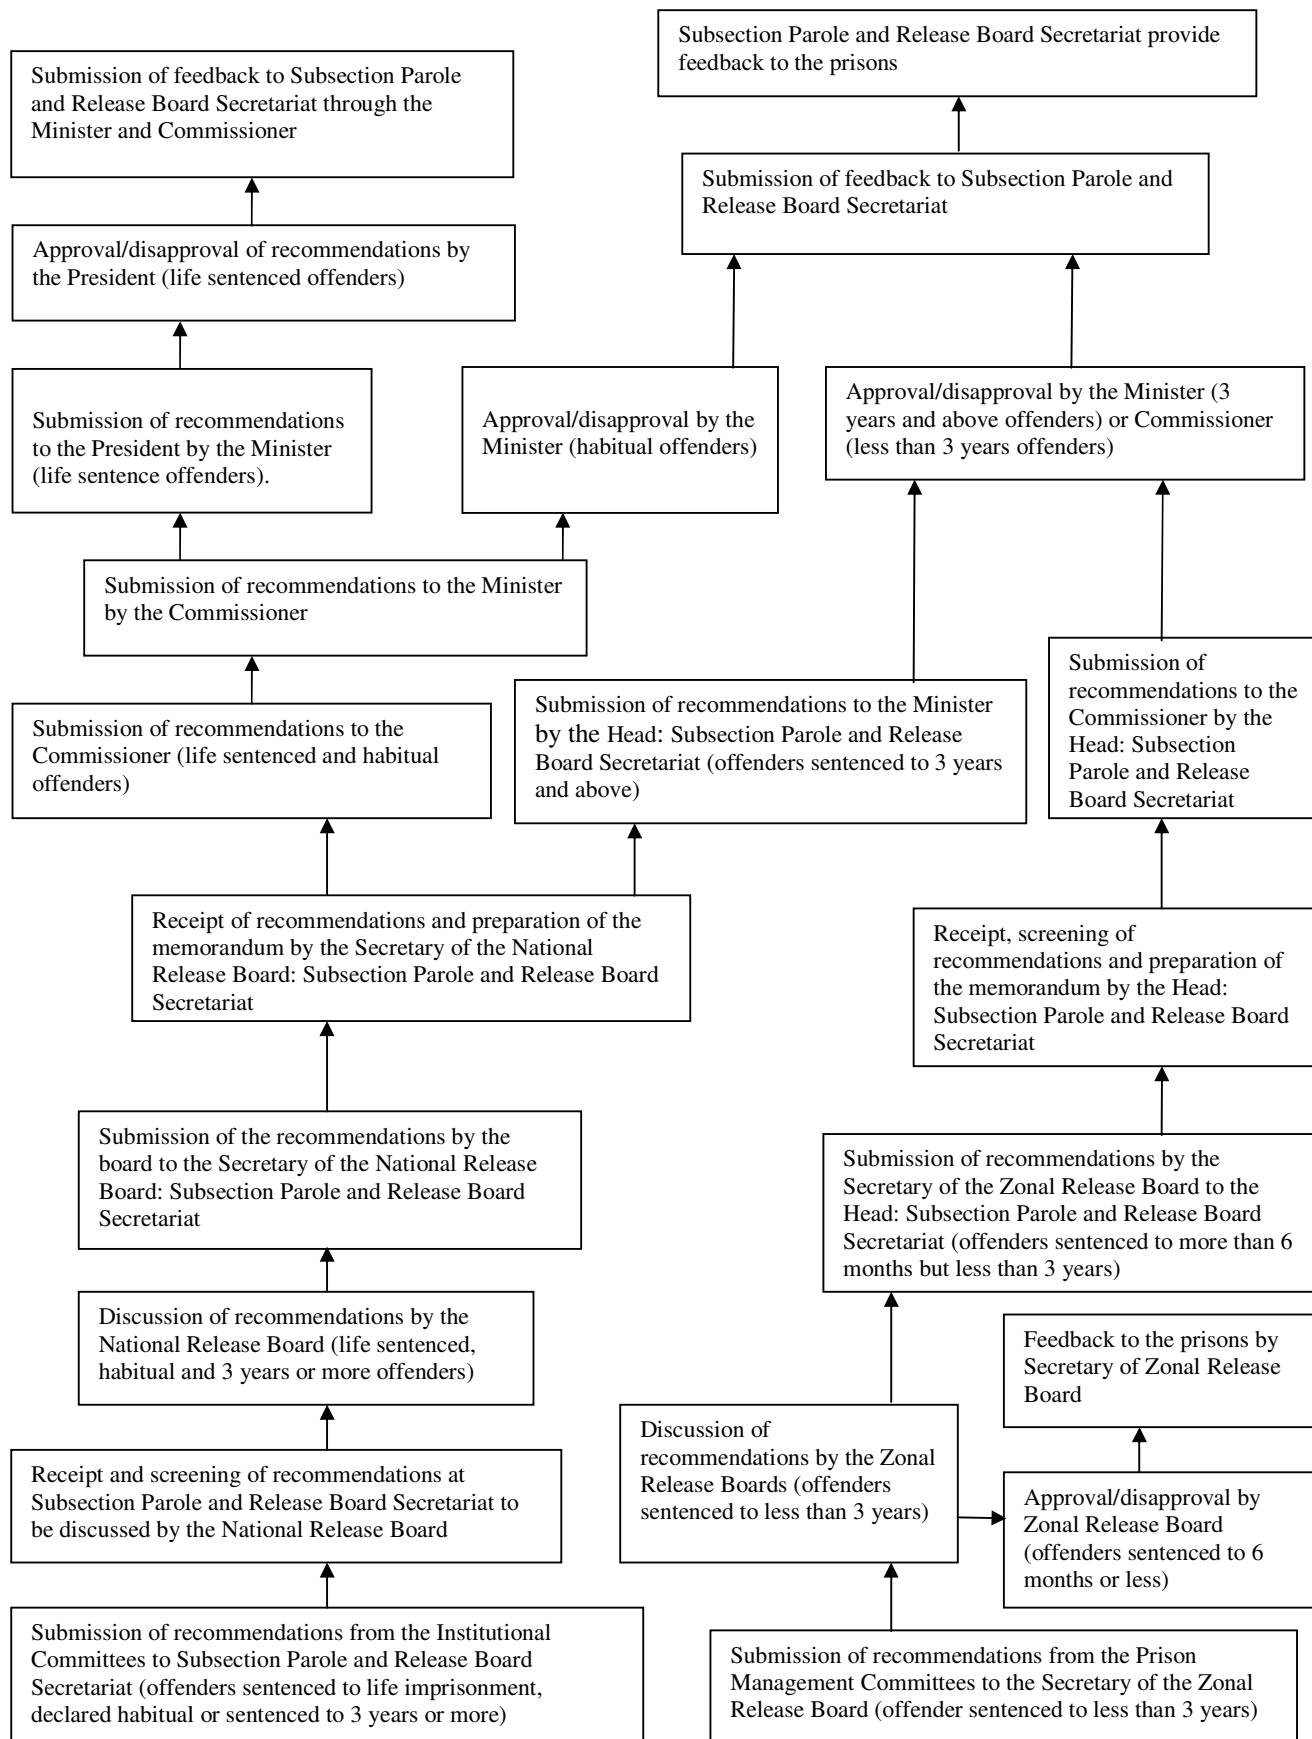 Subsection Parole and Release Board Secretariat provide
feedback to the prisons
Submission of feedback to Subsection Parole
and Release Board Secretariat through the
Minister and Commissioner
Submission of feedback to Subsection Parole and
Release Board Secretariat
Approval/disapproval of recommendations by
the President (life sentenced offenders)
Submission of recommendations
to the President by the Minister
(life sentence offenders).
Approval/disapproval by the
Minister (habitual offenders)
Approval/disapproval by the Minister (3
years and above offenders) or Commissioner
(less than 3 years offenders)
Submission of recommendations to the Minister
by the Commissioner
Submission of
recommendations to the
Commissioner by the
Head: Subsection
Parole and Release
Board Secretariat
Submission of recommendations to the Minister
by the Head: Subsection Parole and Release
Board Secretariat (offenders sentenced to 3 years
and above)
Submission of recommendations to the
Commissioner (life sentenced and habitual
offenders)
Receipt of recommendations and preparation of the
memorandum by the Secretary of the National
Release Board: Subsection Parole and Release Board
Secretariat
Receipt, screening of
recommendations and preparation of
the memorandum by the Head:
Subsection Parole and Release Board
Secretariat
Submission of the recommendations by the
board to the Secretary of the National Release
Board: Subsection Parole and Release Board
Secretariat
Submission of recommendations by the
Secretary of the Zonal Release Board to the
Head: Subsection Parole and Release Board
Secretariat (offenders sentenced to more than 6
months but less than 3 years)
Discussion of recommendations by the
National Release Board (life sentenced,
habitual and 3 years or more offenders)
Feedback to the prisons by
Secretary of Zonal Release
Board
Discussion of
recommendations by the Zonal
Release Boards (offenders
sentenced to less than 3 years)
Receipt and screening of recommendations at
Subsection Parole and Release Board Secretariat to
be discussed by the National Release Board
Approval/disapproval by
Zonal Release Board
(offenders sentenced to 6
months or less)
Submission of recommendations from the Institutional
Committees to Subsection Parole and Release Board
Secretariat (offenders sentenced to life imprisonment,
declared habitual or sentenced to 3 years or more)
Submission of recommendations from the Prison
Management Committees to the Secretary of the Zonal
Release Board (offender sentenced to less than 3 years)